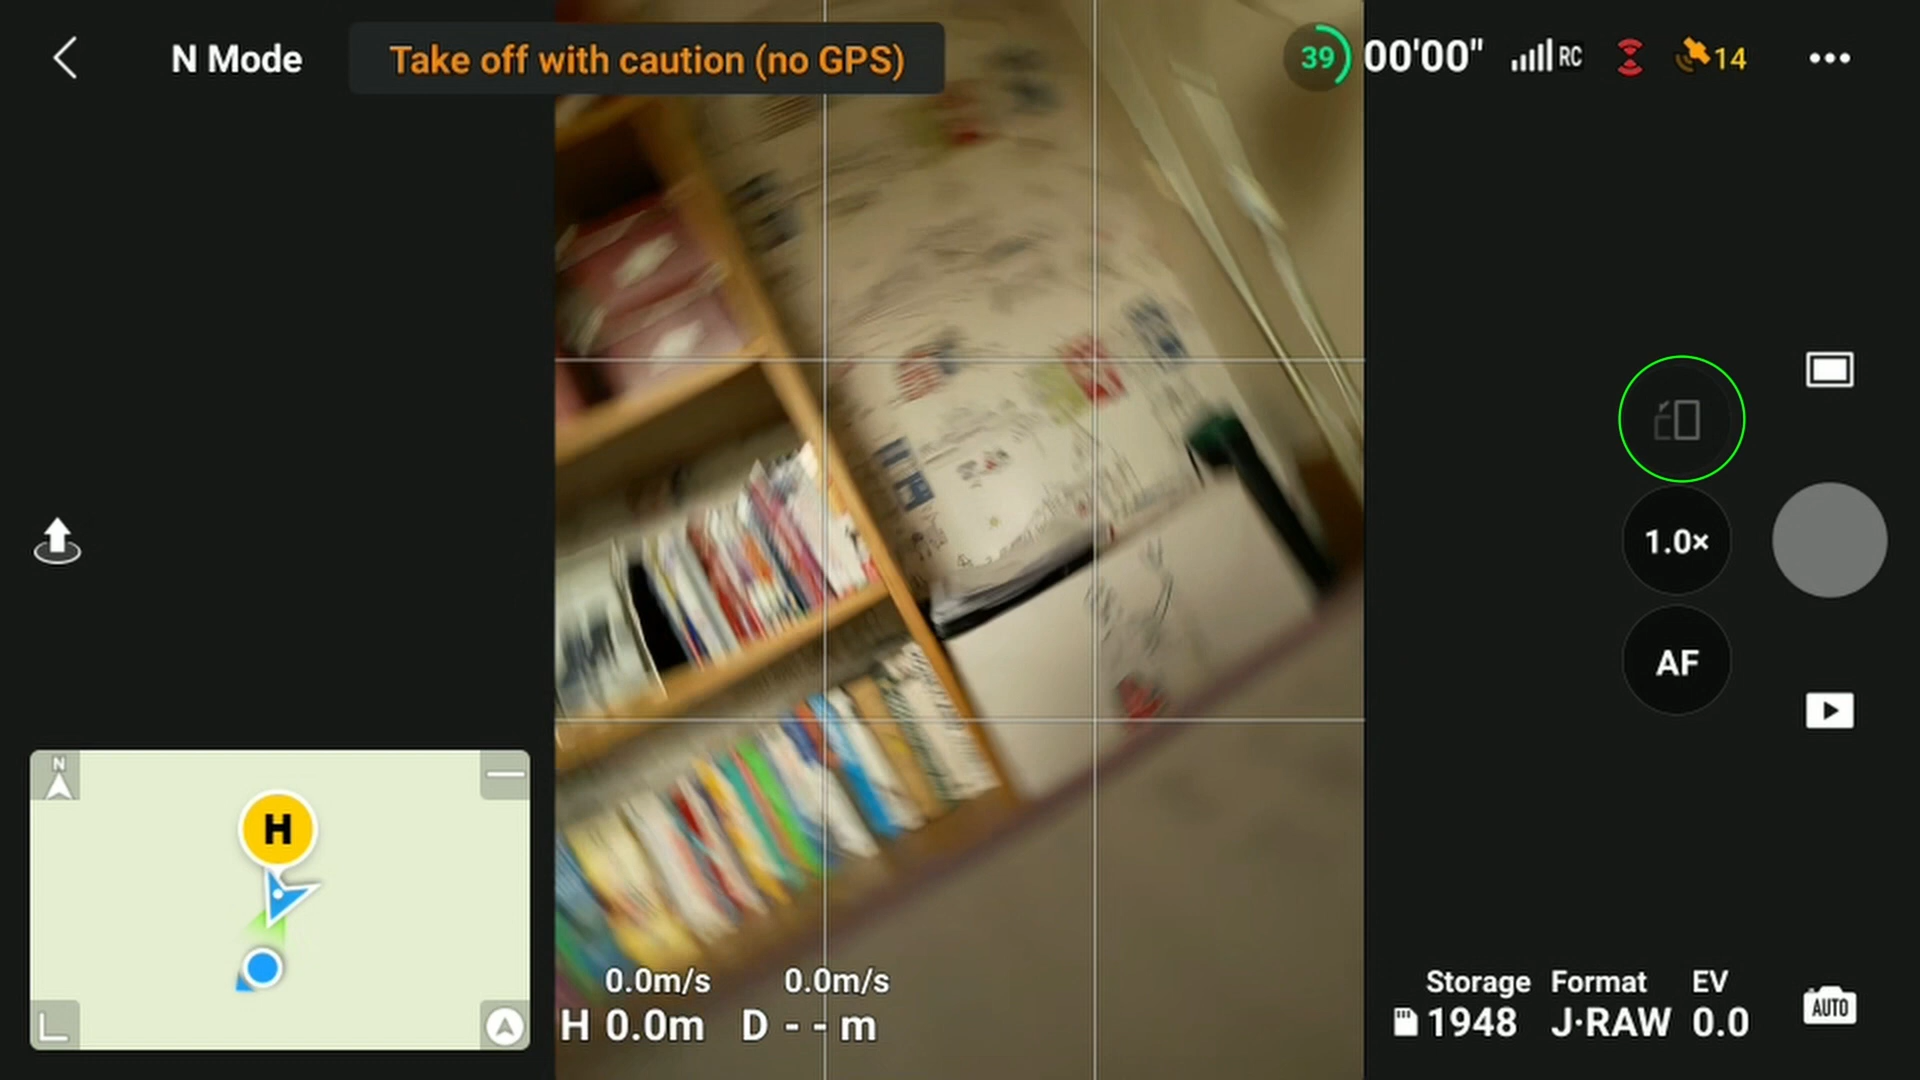 N Mode
Take off with caution (no GPS)
39
00'00"
RC
14
1.0×
AF
N
H
0.0m/s
0.0m/s
H 0.0m
D - - m
Storage
Format
EV
1948
J·RAW
0.0
AUTO